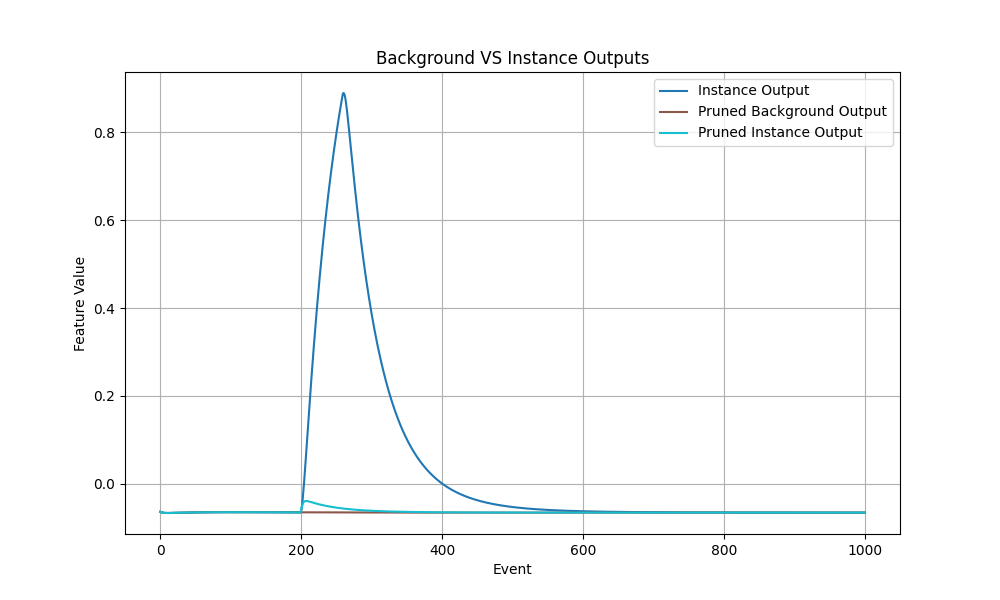 Background VS Instance Outputs
Instance Output
Pruned Background Output
Pruned Instance Output
Feature Value
0.8
0.6
0.4
0.2
0.0
0 200 400 600 800 1000
Event